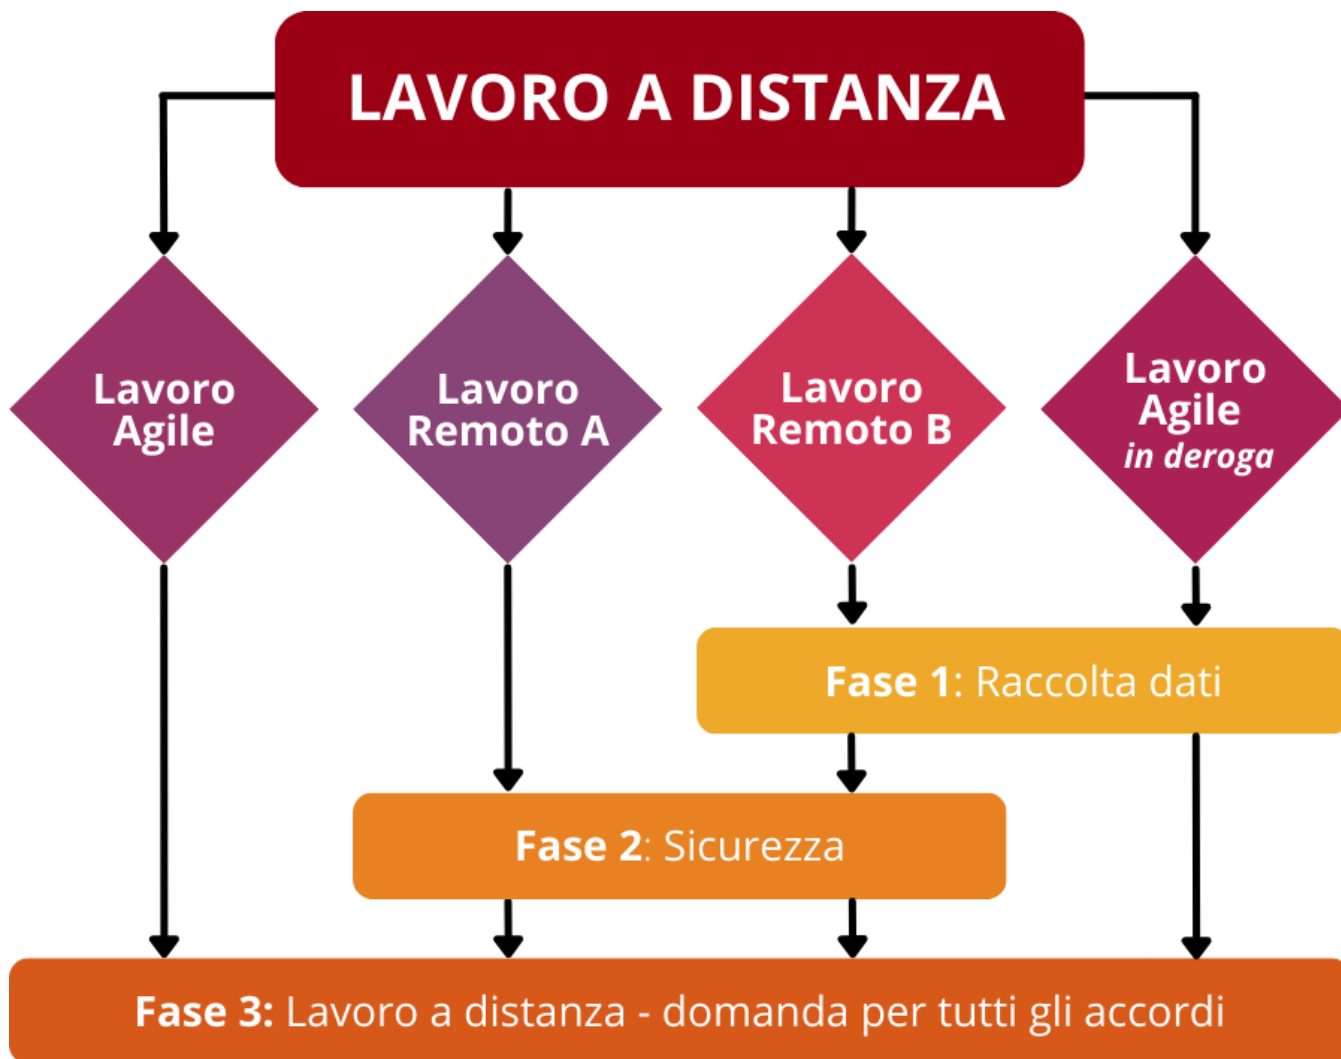 LAVORO A DISTANZA
Lavoro
Agile
Lavoro
Remoto A
Lavoro
Remoto B
Lavoro
Agile
in deroga
Fase 1: Raccolta dati
Fase 2: Sicurezza
Fase 3: Lavoro a distanza - domanda per tutti gli accordi